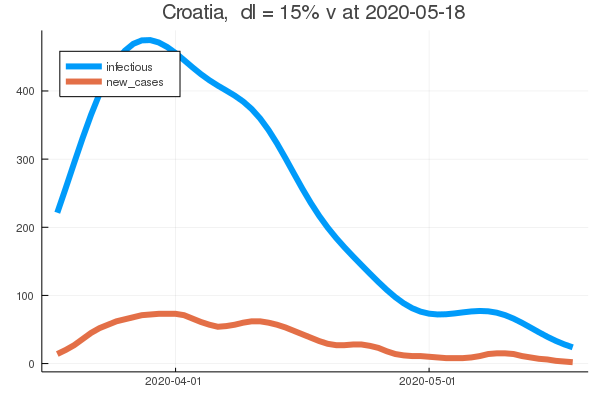 Croatia,  dl = 15% v at 2020-05-18
infectious
new_cases
400
300
200
100
0
2020-04-01
2020-05-01